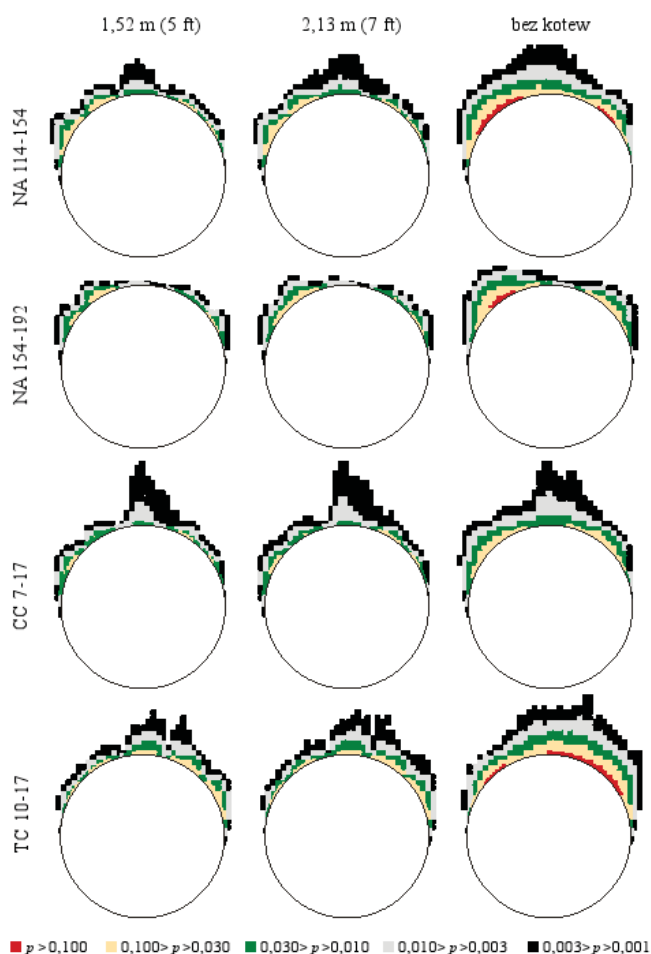 1,52 m (5 ft) 2,13 m (7 ft) bez kotew
NA 114-154
NA 154-192
CC 7-17
TC 10-17
p >0,100 0,100> p >0,030 0,030> p >0,010 0,010> p >0,003 0,003> p >0,001